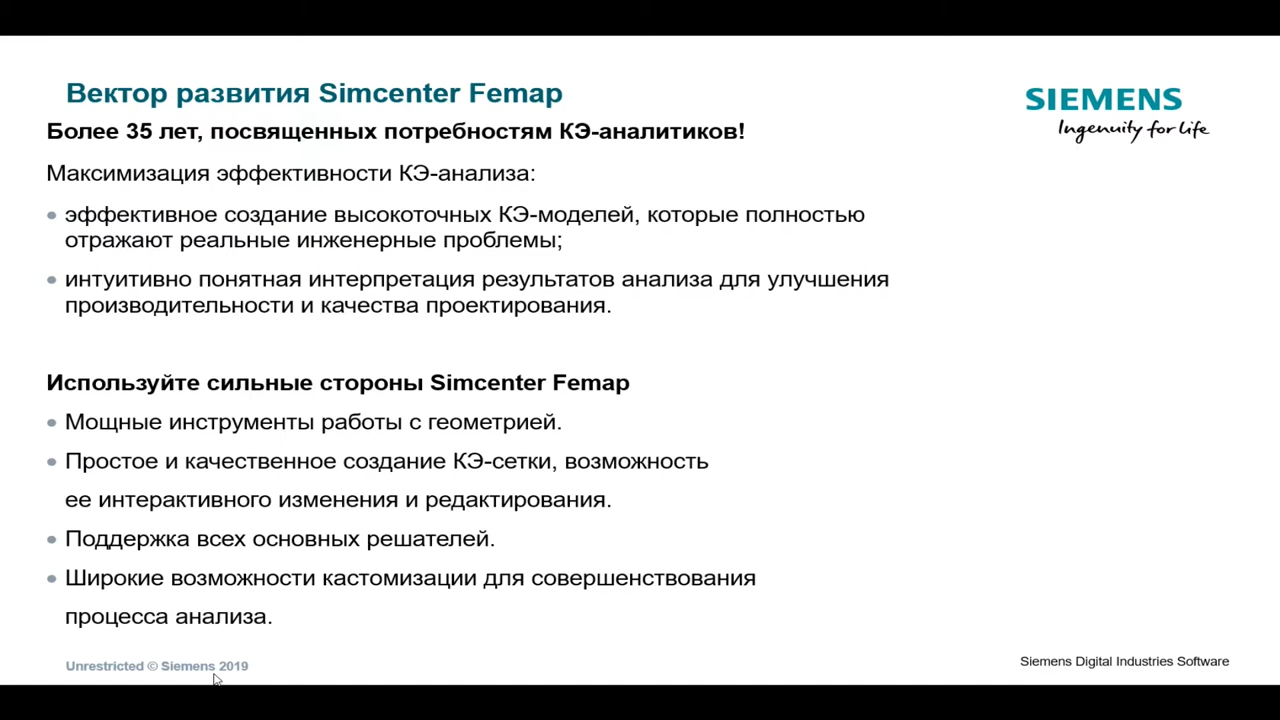 Вектор развития Simcenter Femap
SIEMENS
Ingenuity for life
Более 35 лет, посвященных потребностям КЭ-аналитиков!
Максимизация эффективности КЭ-анализа:
• эффективное создание высокоточных КЭ-моделей, которые полностью
отражают реальные инженерные проблемы;
• интуитивно понятная интерпретация результатов анализа для улучшения
производительности и качества проектирования.
Используйте сильные стороны Simcenter Femap
• Мощные инструменты работы с геометрией.
• Простое и качественное создание КЭ-сетки, возможность
ее интерактивного изменения и редактирования.
• Поддержка всех основных решателей.
• Широкие возможности кастомизации для совершенствования
процесса анализа.
Unrestricted © Siemens 2019
Siemens Digital Industries Software